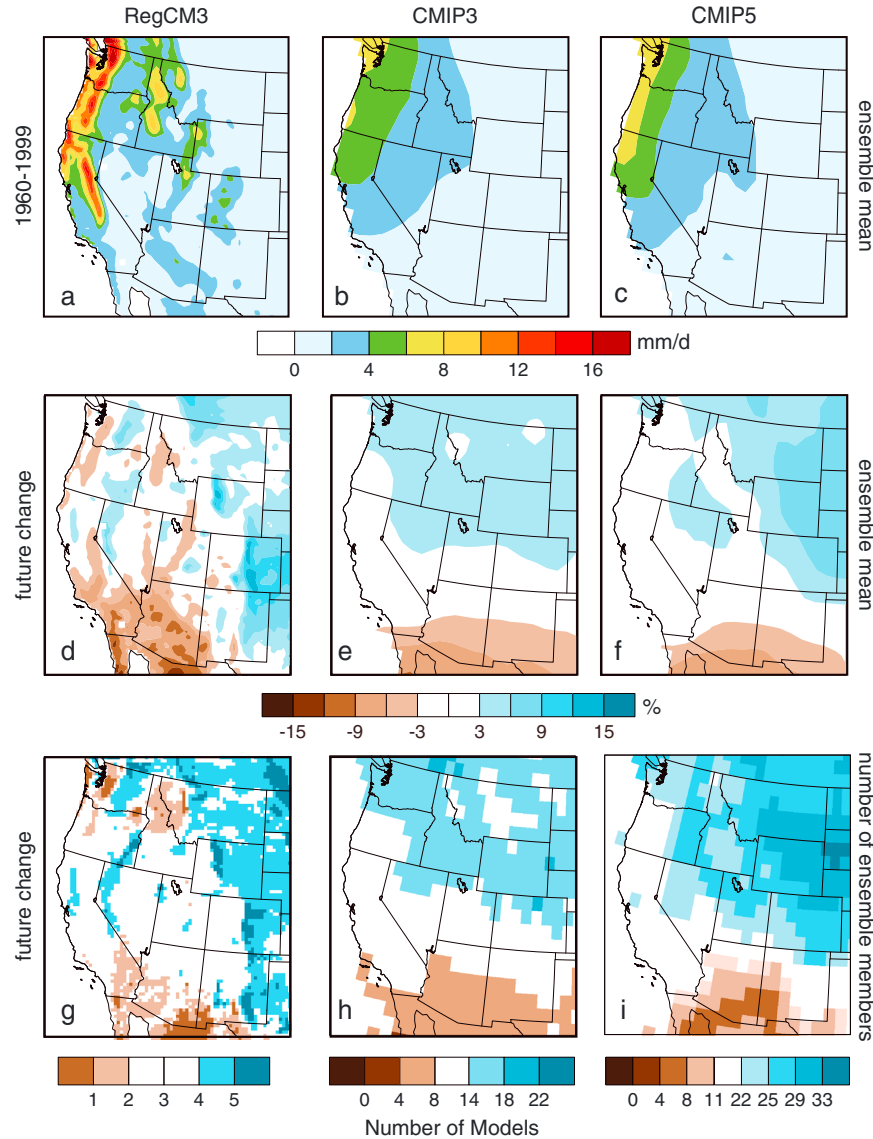 RegCM3 CMIP3 CMIP5
1960-1999
ensemble mean
a b c
0 4 8 12 16 mm/d
future change
ensemble mean
d e f
-15 -9 -3 3 9 15 %
future change
number of ensemble members
g h i
1 2 3 4 5
0 4 8 14 18 22
0 4 8 11 22 25 29 33
Number of Models